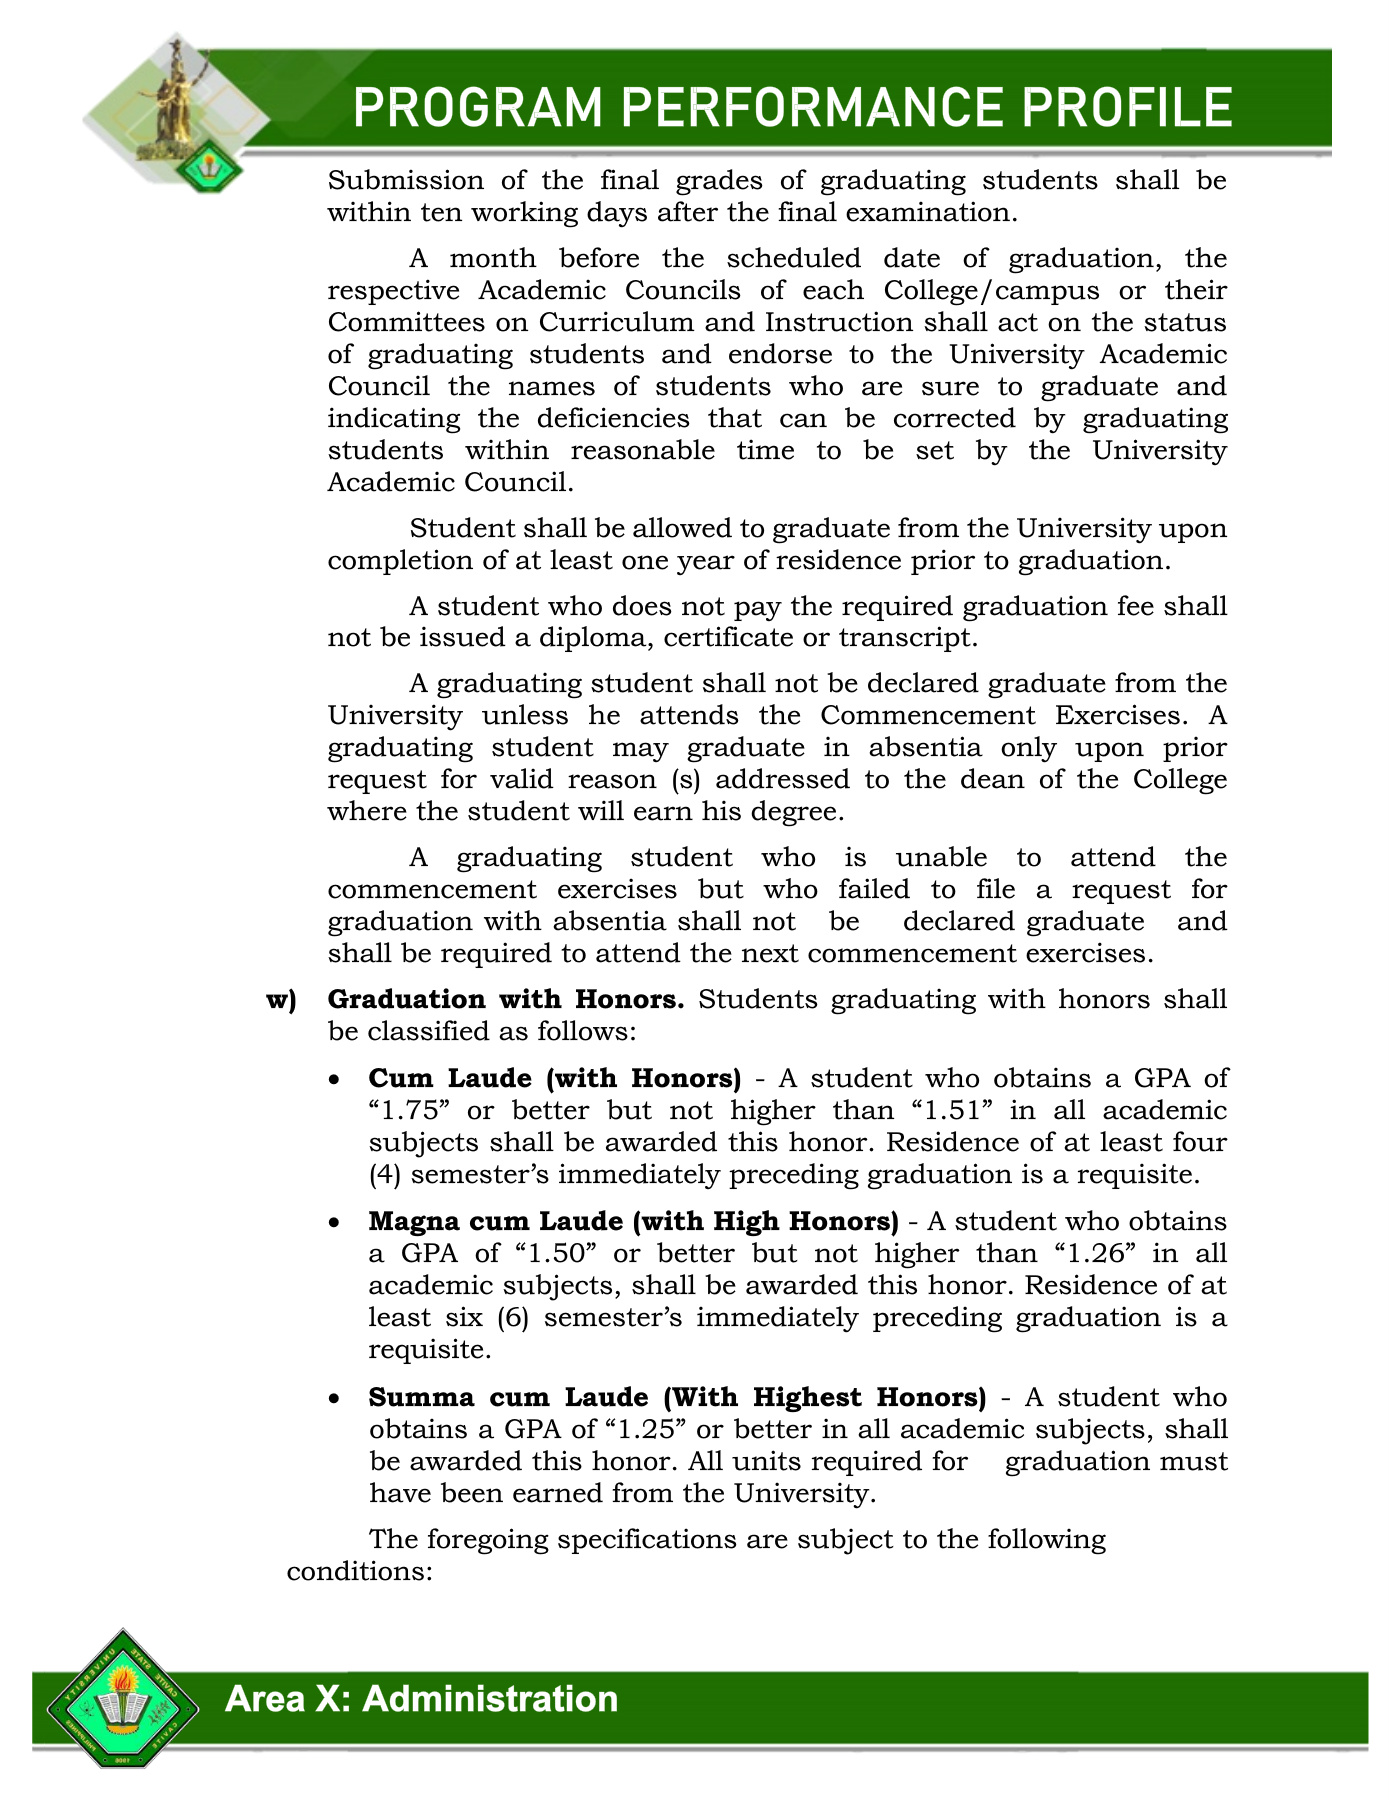 PROGRAM PERFORMANCE PROFILE
Submission of the final grades of graduating students shall be
within ten working days after the final examination.
A month before the scheduled date of graduation, the
respective Academic Councils of each College/campus or their
Committees on Curriculum and Instruction shall act on the status
of graduating students and endorse to the University Academic
Council the names of students who are sure to graduate and
indicating the deficiencies that can be corrected by graduating
students within reasonable time to be set by the University
Academic Council.
Student shall be allowed to graduate from the University upon
completion of at least one year of residence prior to graduation.
A student who does not pay the required graduation fee shall
not be issued a diploma, certificate or transcript.
A graduating student shall not be declared graduate from the
University unless he attends the Commencement Exercises. A
graduating student may graduate in absentia only upon prior
request for valid reason (s) addressed to the dean of the College
where the student will earn his degree.
A graduating student who is unable to attend the
commencement exercises but who failed to file a request for
graduation with absentia shall not be declared graduate and
shall be required to attend the next commencement exercises.
w) Graduation with Honors. Students graduating with honors shall
be classified as follows:
• Cum Laude (with Honors) - A student who obtains a GPA of
“1.75” or better but not higher than “1.51” in all academic
subjects shall be awarded this honor. Residence of at least four
(4) semester’s immediately preceding graduation is a requisite.
• Magna cum Laude (with High Honors) - A student who obtains
a GPA of “1.50” or better but not higher than “1.26” in all
academic subjects, shall be awarded this honor. Residence of at
least six (6) semester’s immediately preceding graduation is a
requisite.
• Summa cum Laude (With Highest Honors) - A student who
obtains a GPA of “1.25” or better in all academic subjects, shall
be awarded this honor. All units required for graduation must
have been earned from the University.
The foregoing specifications are subject to the following
conditions:
CAVITE STATE UNIVERSITY
CAVITE
PHILIPPINES
1906
Area X: Administration